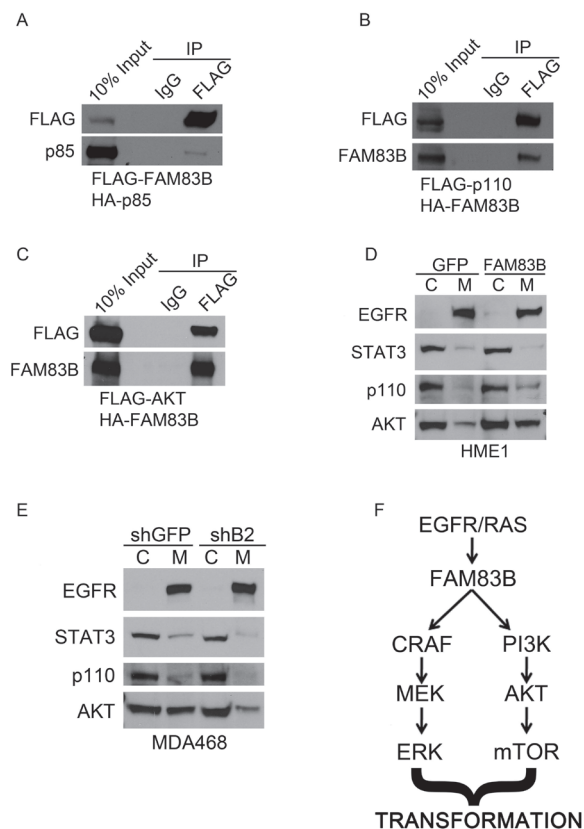 A
IP
10% Input
IgG
FLAG
FLAG
p85
FLAG-FAM83B
HA-p85
B
IP
10% Input
IgG
FLAG
FLAG
FAM83B
FLAG-p110
HA-FAM83B
C
IP
10% Input
IgG
FLAG
FLAG
FAM83B
FLAG-AKT
HA-FAM83B
D
GFP FAM83B
C M C M
EGFR
STAT3
p110
AKT
HME1
E
shGFP shB2
C M C M
EGFR
STAT3
p110
AKT
MDA468
F
EGFR/RAS
FAM83B
CRAF PI3K
MEK AKT
ERK mTOR
TRANSFORMATION